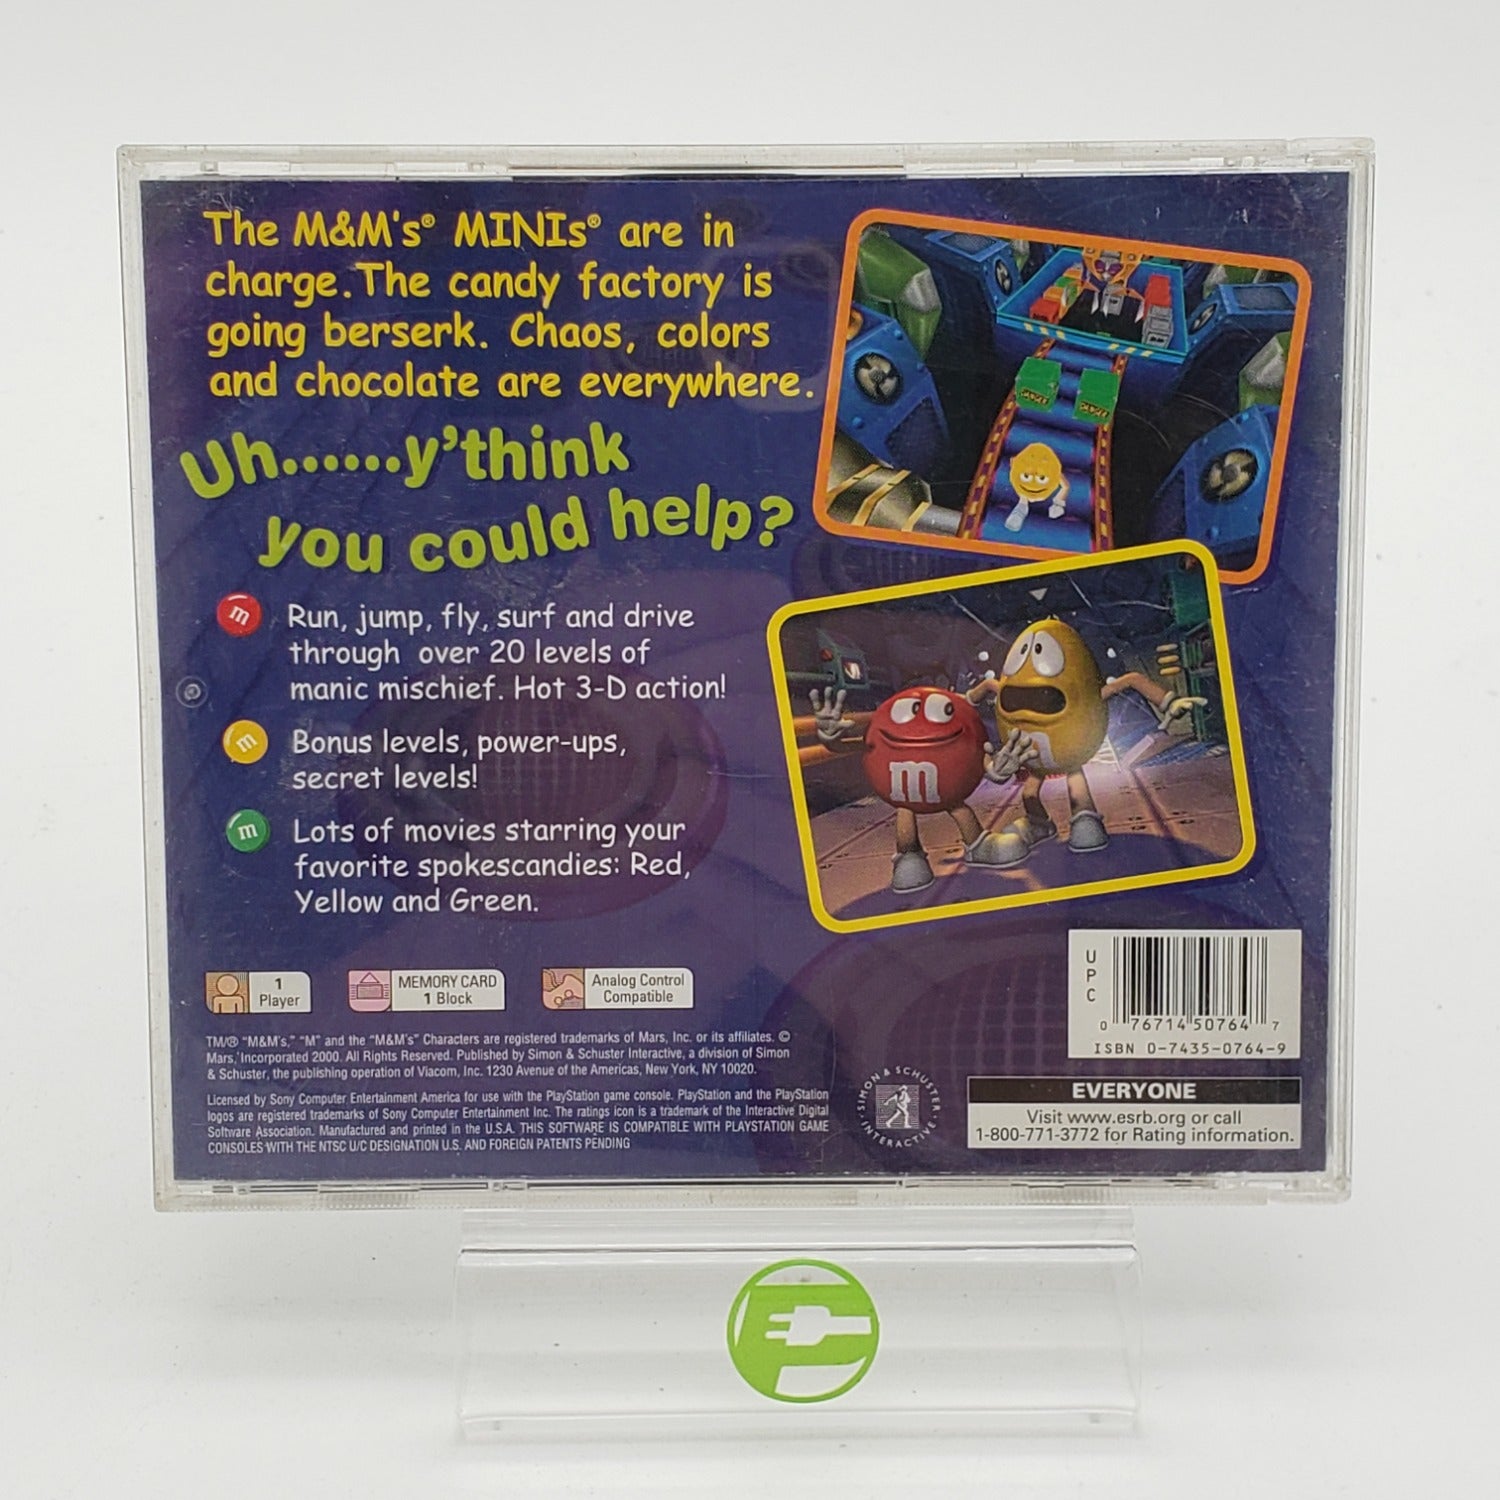 The M&M's® MINIs® are in
charge. The candy factory is
going berserk. Chaos, colors
and chocolate are everywhere.
Uh......y'think
you could help?
m
Run, jump, fly, surf and drive
through over 20 levels of
manic mischief. Hot 3-D action!
m
Bonus levels, power-ups,
secret levels!
m
Lots of movies starring your
favorite spokescandies: Red,
Yellow and Green.
DANGER
DANGER
m
m
1
Player
MEMORY CARD
1 Block
Analog Control
Compatible
TM/® "M&M's," "M" and the "M&M's" Characters are registered trademarks of Mars, Inc. or its affiliates. ©
Mars, Incorporated 2000. All Rights Reserved. Published by Simon & Schuster Interactive, a division of Simon
& Schuster, the publishing operation of Viacom, Inc. 1230 Avenue of the Americas, New York, NY 10020.
Licensed by Sony Computer Entertainment America for use with the PlayStation game console. PlayStation and the PlayStation
logos are registered trademarks of Sony Computer Entertainment Inc. The ratings icon is a trademark of the Interactive Digital
Software Association. Manufactured and printed in the U.S.A. THIS SOFTWARE IS COMPATIBLE WITH PLAYSTATION GAME
CONSOLES WITH THE NTSC U/C DESIGNATION U.S. AND FOREIGN PATENTS PENDING
SIMON & SCHUSTER
INTERACTIVE
UPC
0 76714 50764 7
ISBN 0-7435-0764-9
EVERYONE
Visit www.esrb.org or call
1-800-771-3772 for Rating information.